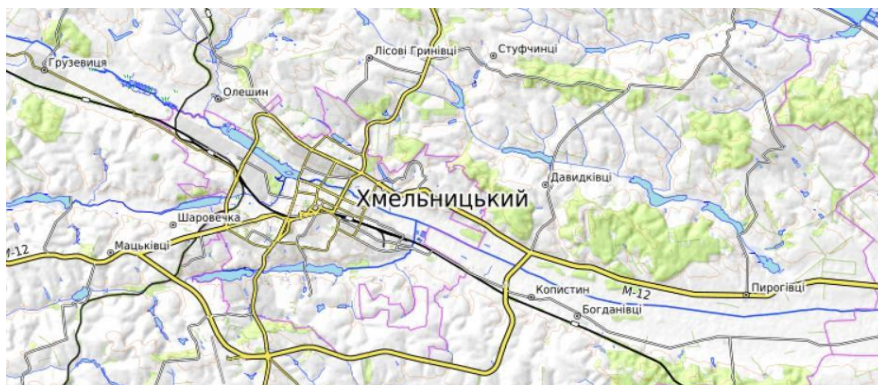 Лісові Гринівці
Стуфчинці
Грузевиця
Олешин
Давидківці
Хмельницький
Шаровечка
Мацьківці
М-12
М-12
Копистин
Пирогівці
Богданівці